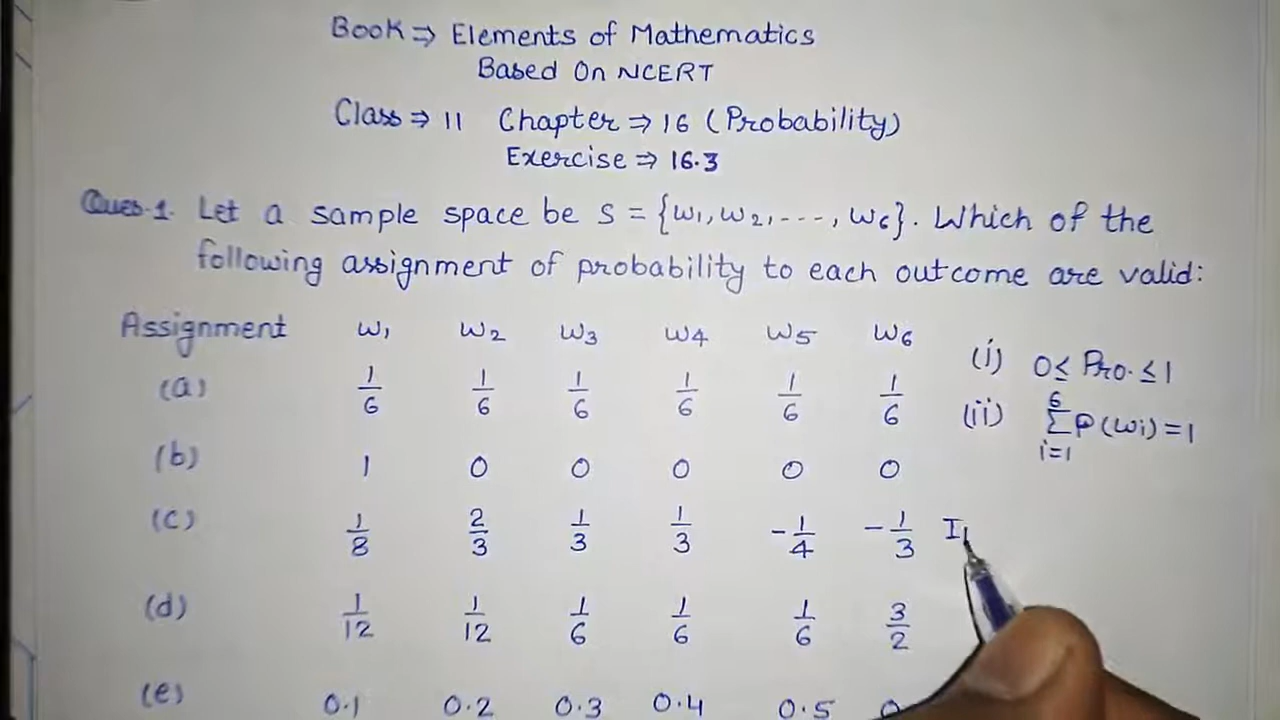 Book ⇒ Elements of Mathematics
Based On NCERT
Class ⇒ 11 Chapter ⇒ 16 (Probability)
Exercise ⇒ 16.3
Ques.1. Let a sample space be S = {ω1, ω2, ---, ω6}. Which of the
following assignment of probability to each outcome are valid:
Assignment ω1 ω2 ω3 ω4 ω5 ω6
(i) 0≤ Pro. ≤1
(a) 1/6 1/6 1/6 1/6 1/6 1/6
(ii) 6∑i=1 P(ωi) = 1
(b) 1 0 0 0 0 0
(c) 1/8 2/3 1/3 1/3 -1/4 -1/3
(d) 1/12 1/12 1/6 1/6 1/6 3/2
(e) 0.1 0.2 0.3 0.4 0.5